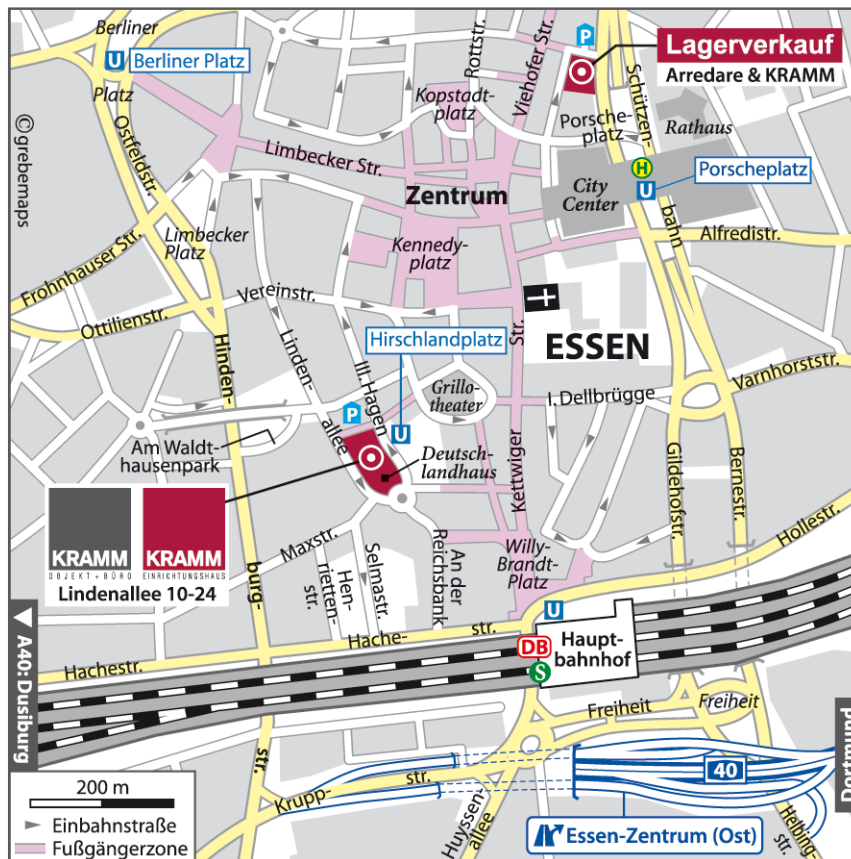 Berliner
Platz
U
Berliner Platz
Rottstr.
Viehofer Str.
P
Lagerverkauf
Arredare & KRAMM
© grebemaps
Ostfeldstr.
Kopstadt-
platz
Porsche-
platz
Schützen-
bahn
Rathaus
Limbecker Str.
Zentrum
City
Center
H
U
Porscheplatz
Limbecker
Platz
Kennedy-
platz
Alfredistr.
Frohnhauser Str.
Vereinstr.
Ottilienstr.
Hinden-
burg-
str.
Linden-
allee
III. Hagen
Hirschlandplatz
ESSEN
Kettwiger
Str.
Grillo-
theater
I. Dellbrügge
Varnhorststr.
P
U
Am Waldt-
hausenpark
Deutsch-
landhaus
Gildehofstr.
Bernestr.
KRAMM
OBJEKT + BÜRO
KRAMM
EINRICHTUNGSHAUS
Lindenallee 10-24
Maxstr.
Hen-
rietten-
str.
Selmastr.
An der
Reichsbank
Willy-
Brandt-
Platz
Hollestr.
U
Hachestr.
Hache-
str.
DB
S
Haupt-
bahnhof
A40: Dusiburg
Freiheit
Freiheit
Dortmund
40
Krupp-
str.
Huyssen-
allee
Essen-Zentrum (Ost)
Helbing-
str.
200 m
Einbahnstraße
Fußgängerzone